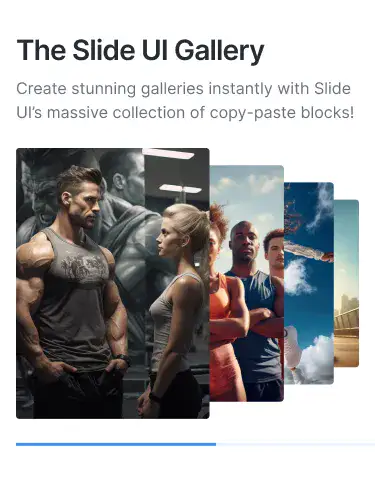 The Slide UI Gallery
Create stunning galleries instantly with Slide
UI’s massive collection of copy-paste blocks!